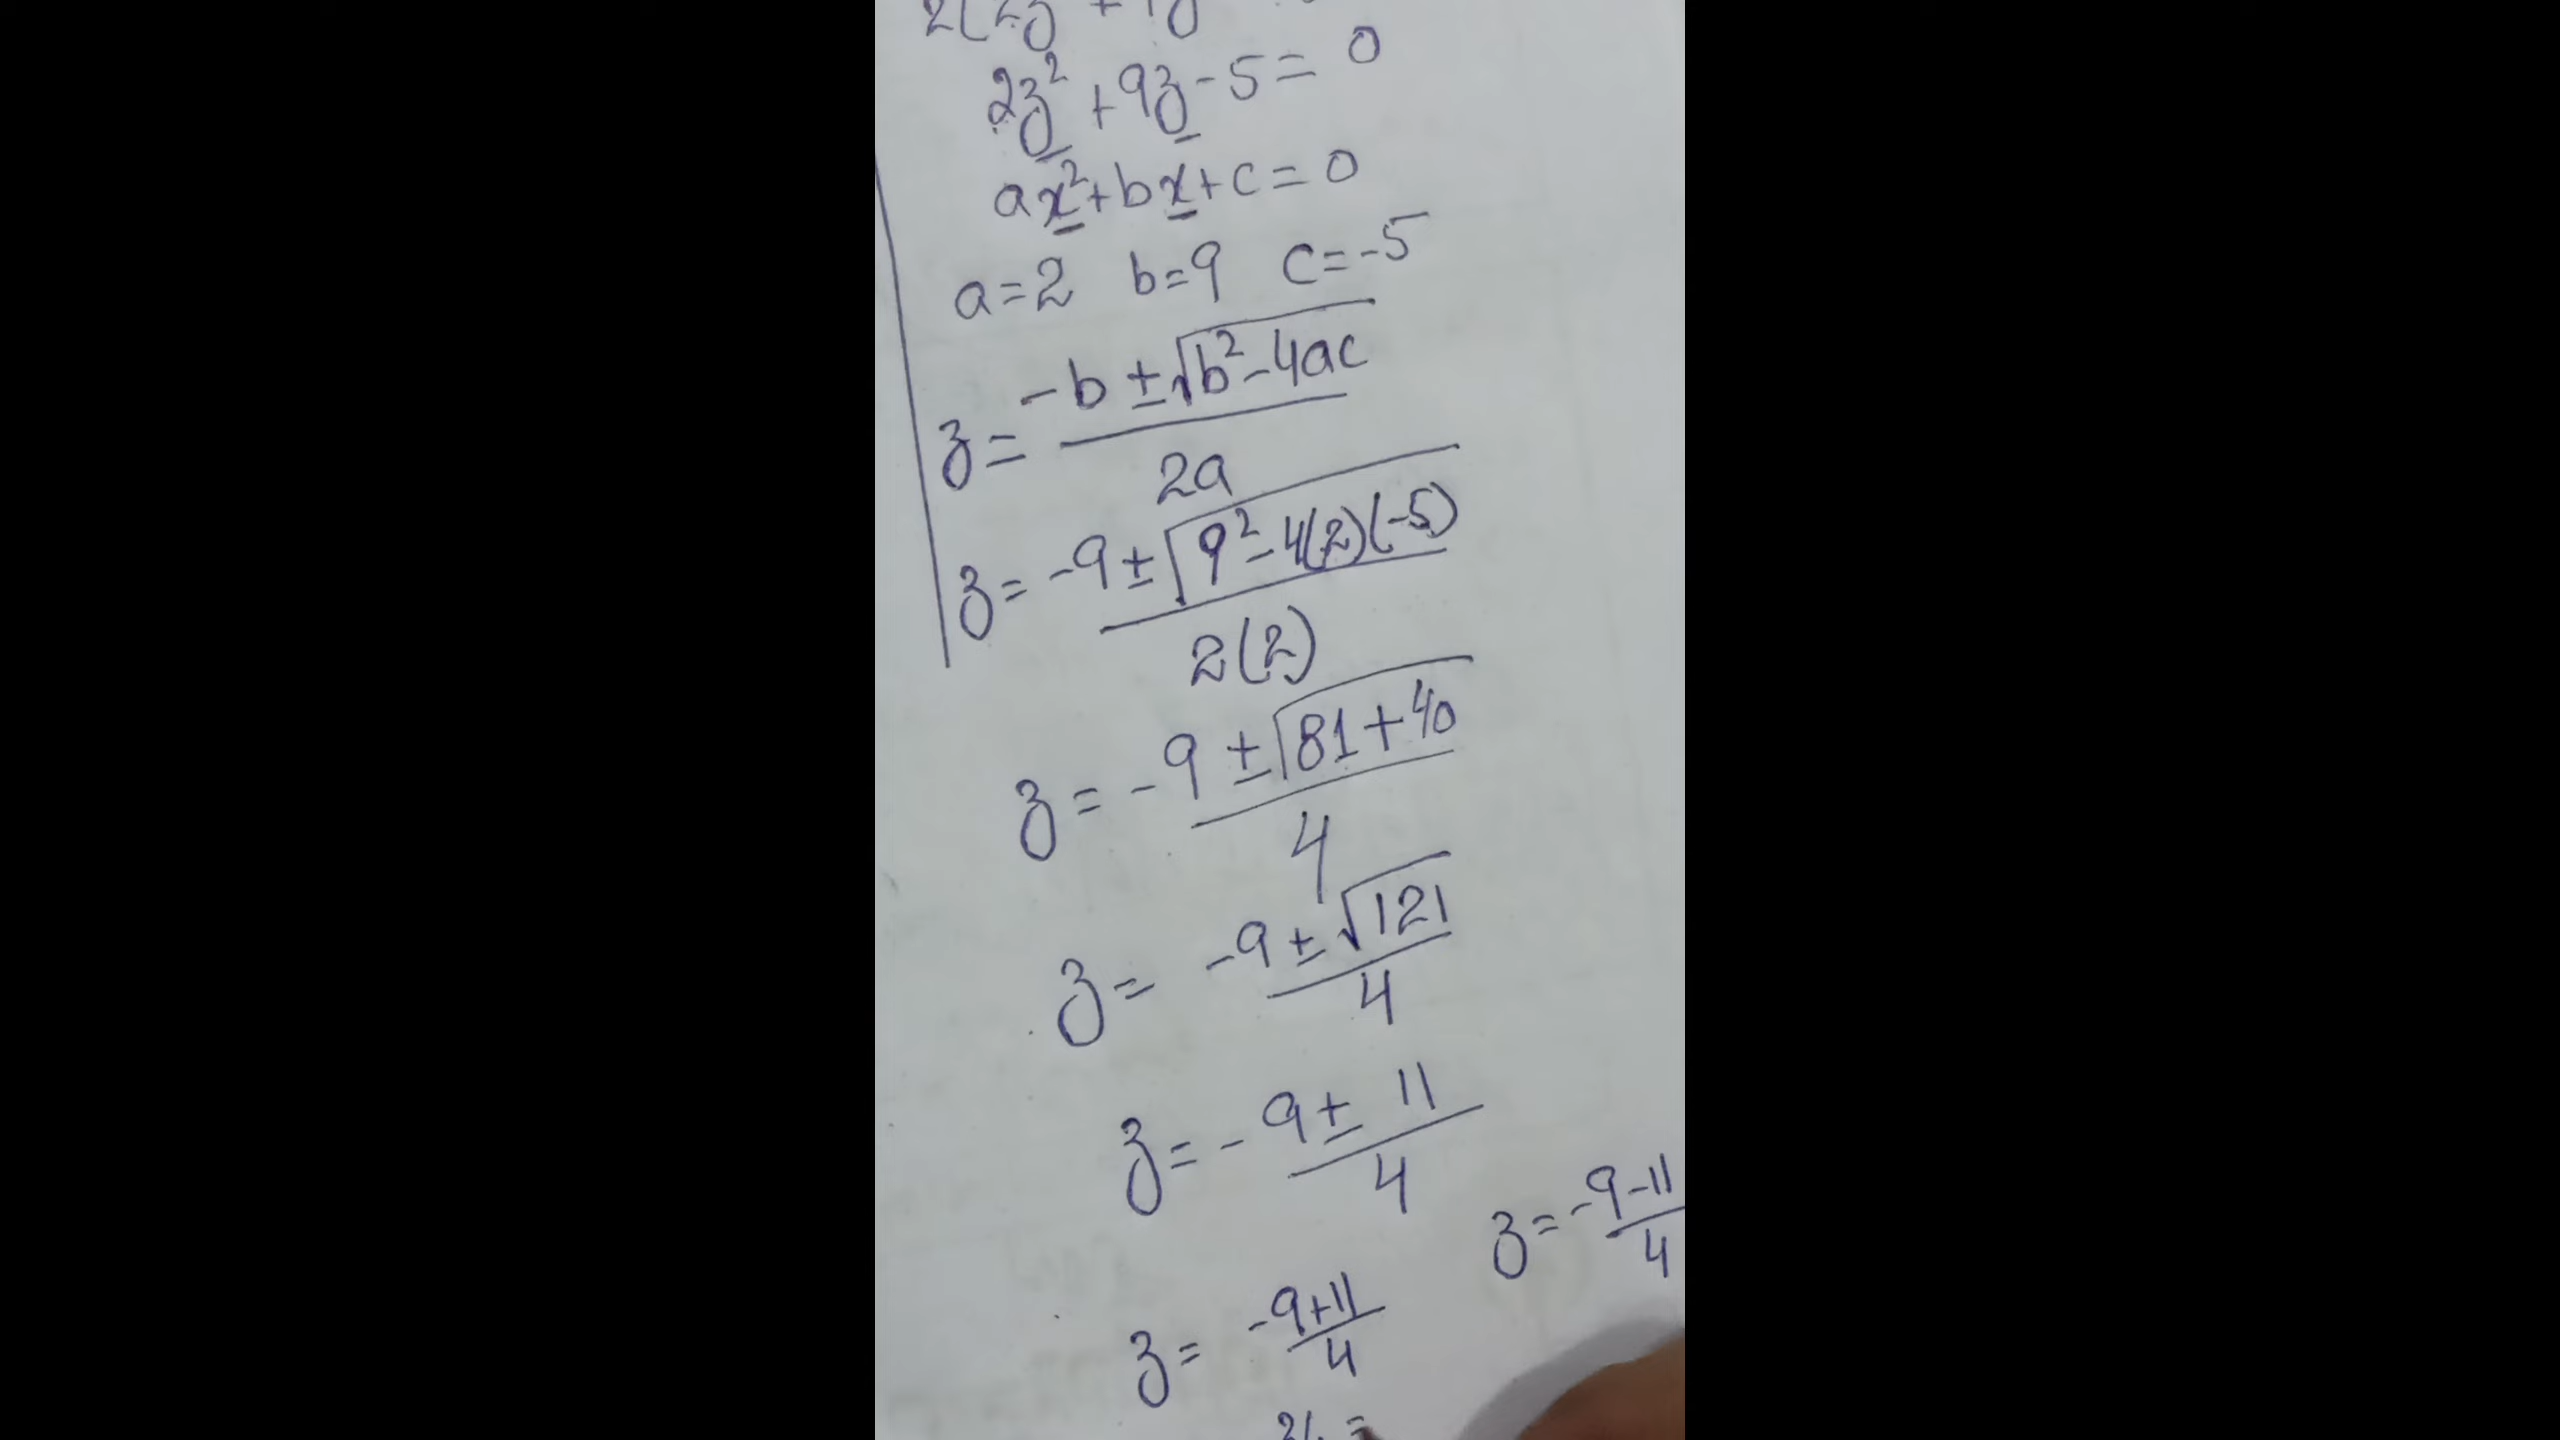 2z² + 9z - 5 = 0
ax² + bx + c = 0
a = 2 b = 9 c = -5
z = -b ± √b² - 4ac / 2a
z = -9 ± √9² - 4(2)(-5) / 2(2)
z = -9 ± √81 + 40 / 4
z = -9 ± √121 / 4
z = -9 ± 11 / 4
z = -9 - 11 / 4
z = -9 + 11 / 4